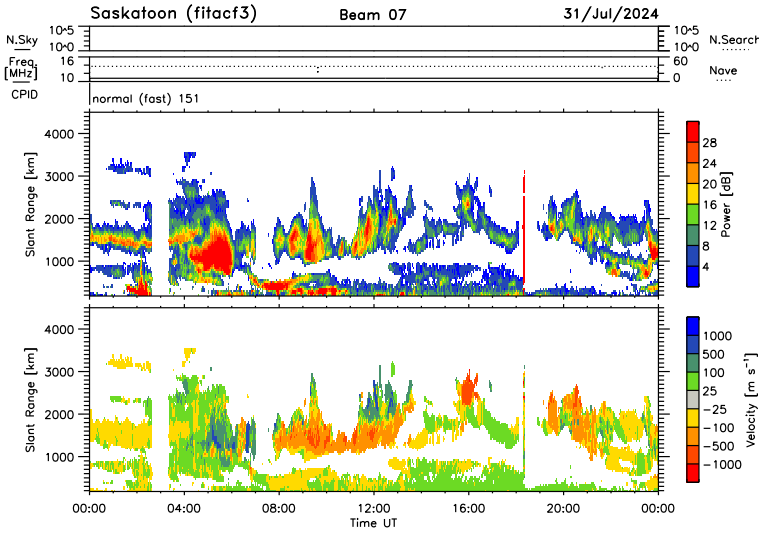 Saskatoon (fitacf3) Beam 07 31/Jul/2024
N.Sky 10^5 10^0 10^5 10^0 N.Search
Freq. [MHz] 16 10 60 0 Nave
CPID normal (fast) 151
Slant Range [km]
4000
3000
2000
1000
28
24
20
16
12
8
4
Power [dB]
Slant Range [km]
4000
3000
2000
1000
1000
500
100
25
-25
-100
-500
-1000
Velocity [m s⁻¹]
00:00 04:00 08:00 12:00 16:00 20:00 00:00
Time UT